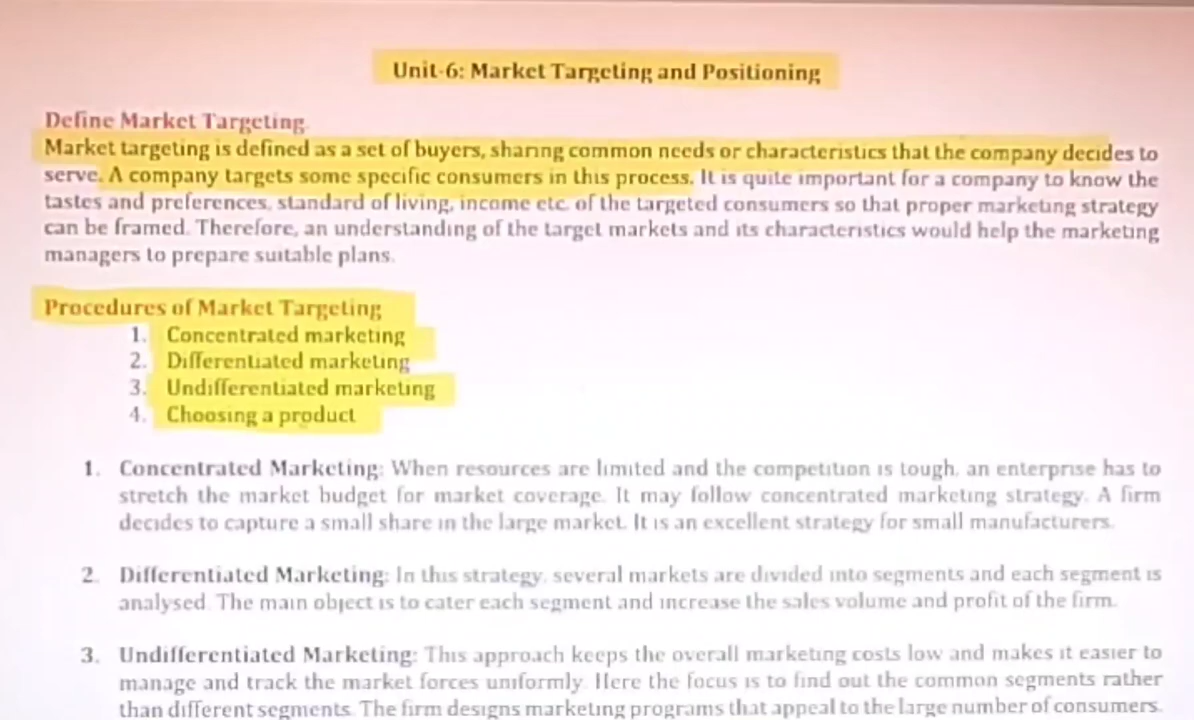 Unit-6: Market Targeting and Positioning
Define Market Targeting.
Market targeting is defined as a set of buyers, sharing common needs or characteristics that the company decides to
serve. A company targets some specific consumers in this process. It is quite important for a company to know the
tastes and preferences, standard of living, income etc. of the targeted consumers so that proper marketing strategy
can be framed. Therefore, an understanding of the target markets and its characteristics would help the marketing
managers to prepare suitable plans.
Procedures of Market Targeting
1. Concentrated marketing
2. Differentiated marketing
3. Undifferentiated marketing
4. Choosing a product
1. Concentrated Marketing: When resources are limited and the competition is tough, an enterprise has to
stretch the market budget for market coverage. It may follow concentrated marketing strategy. A firm
decides to capture a small share in the large market. It is an excellent strategy for small manufacturers.
2. Differentiated Marketing: In this strategy, several markets are divided into segments and each segment is
analysed. The main object is to cater each segment and increase the sales volume and profit of the firm.
3. Undifferentiated Marketing: This approach keeps the overall marketing costs low and makes it easier to
manage and track the market forces uniformly. Here the focus is to find out the common segments rather
than different segments. The firm designs marketing programs that appeal to the large number of consumers.